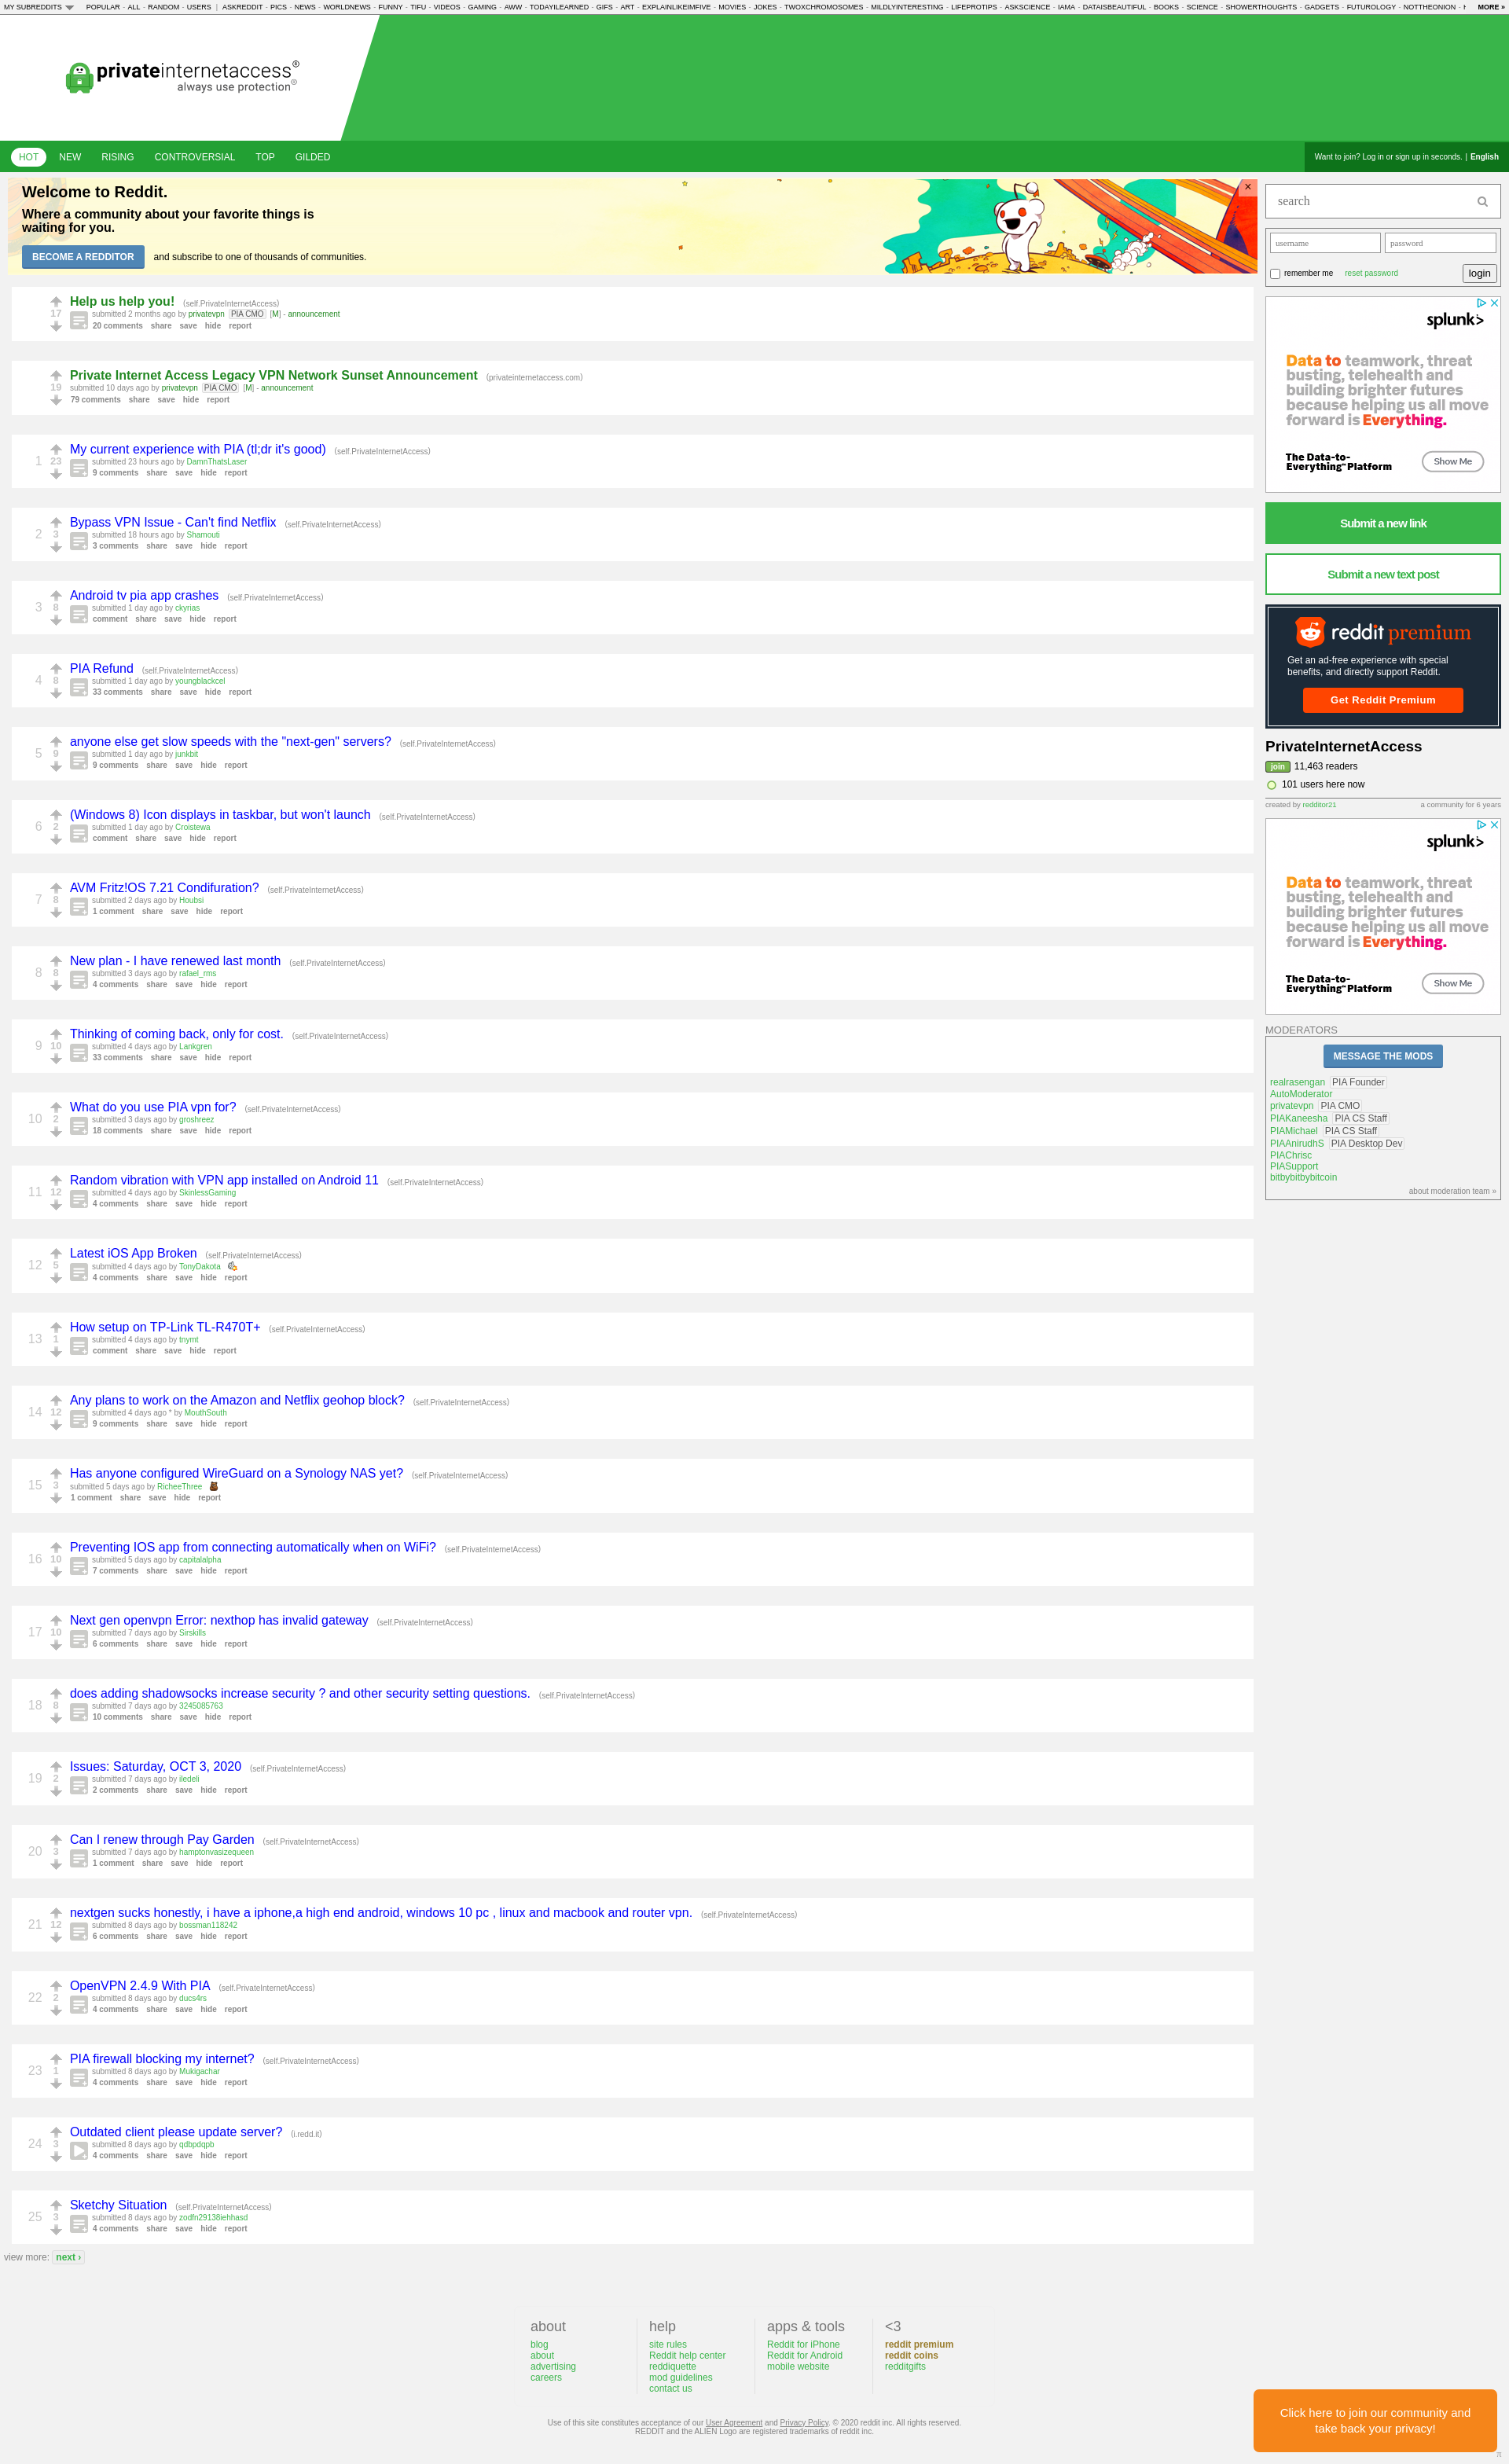 MY SUBREDDITS POPULAR - ALL - RANDOM - USERS | ASKREDDIT - PICS - NEWS - WORLDNEWS - FUNNY - TIFU - VIDEOS - GAMING - AWW - TODAYILEARNED - GIFS - ART - EXPLAINLIKEIMFIVE - MOVIES - JOKES - TWOXCHROMOSOMES - MILDLYINTERESTING - LIFEPROTIPS - ASKSCIENCE - IAMA - DATAISBEAUTIFUL - BOOKS - SCIENCE - SHOWERTHOUGHTS - GADGETS - FUTUROLOGY - NOTTHEONION - MORE »
privateinternetaccess®
always use protection®
HOT NEW RISING CONTROVERSIAL TOP GILDED
Want to join? Log in or sign up in seconds. | English
Welcome to Reddit.
Where a community about your favorite things is
waiting for you.
BECOME A REDDITOR and subscribe to one of thousands of communities.
×
Help us help you! (self.PrivateInternetAccess)
17
submitted 2 months ago by privatevpn PIA CMO [M] - announcement
20 comments share save hide report
Private Internet Access Legacy VPN Network Sunset Announcement (privateinternetaccess.com)
19
submitted 10 days ago by privatevpn PIA CMO [M] - announcement
79 comments share save hide report
My current experience with PIA (tl;dr it's good) (self.PrivateInternetAccess)
1 23
submitted 23 hours ago by DamnThatsLaser
9 comments share save hide report
Bypass VPN Issue - Can't find Netflix (self.PrivateInternetAccess)
2 3
submitted 18 hours ago by Shamouti
3 comments share save hide report
Android tv pia app crashes (self.PrivateInternetAccess)
3 8
submitted 1 day ago by ckyrias
comment share save hide report
PIA Refund (self.PrivateInternetAccess)
4 8
submitted 1 day ago by youngblackcel
33 comments share save hide report
anyone else get slow speeds with the "next-gen" servers? (self.PrivateInternetAccess)
5 9
submitted 1 day ago by junkbit
9 comments share save hide report
(Windows 8) Icon displays in taskbar, but won't launch (self.PrivateInternetAccess)
6 2
submitted 1 day ago by Croistewa
comment share save hide report
AVM Fritz!OS 7.21 Condifuration? (self.PrivateInternetAccess)
7 8
submitted 2 days ago by Houbsi
1 comment share save hide report
New plan - I have renewed last month (self.PrivateInternetAccess)
8 8
submitted 3 days ago by rafael_rms
4 comments share save hide report
Thinking of coming back, only for cost. (self.PrivateInternetAccess)
9 10
submitted 4 days ago by Lankgren
33 comments share save hide report
What do you use PIA vpn for? (self.PrivateInternetAccess)
10 2
submitted 3 days ago by groshreez
18 comments share save hide report
Random vibration with VPN app installed on Android 11 (self.PrivateInternetAccess)
11 12
submitted 4 days ago by SkinlessGaming
4 comments share save hide report
Latest iOS App Broken (self.PrivateInternetAccess)
12 5
submitted 4 days ago by TonyDakota
4 comments share save hide report
How setup on TP-Link TL-R470T+ (self.PrivateInternetAccess)
13 1
submitted 4 days ago by tnymt
comment share save hide report
Any plans to work on the Amazon and Netflix geohop block? (self.PrivateInternetAccess)
14 12
submitted 4 days ago * by MouthSouth
9 comments share save hide report
Has anyone configured WireGuard on a Synology NAS yet? (self.PrivateInternetAccess)
15 3
submitted 5 days ago by RicheeThree
1 comment share save hide report
Preventing IOS app from connecting automatically when on WiFi? (self.PrivateInternetAccess)
16 10
submitted 5 days ago by capitalalpha
7 comments share save hide report
Next gen openvpn Error: nexthop has invalid gateway (self.PrivateInternetAccess)
17 10
submitted 7 days ago by Sirskills
6 comments share save hide report
does adding shadowsocks increase security ? and other security setting questions. (self.PrivateInternetAccess)
18 8
submitted 7 days ago by 3245085763
10 comments share save hide report
Issues: Saturday, OCT 3, 2020 (self.PrivateInternetAccess)
19 2
submitted 7 days ago by iledeli
2 comments share save hide report
Can I renew through Pay Garden (self.PrivateInternetAccess)
20 3
submitted 7 days ago by hamptonvasizequeen
1 comment share save hide report
nextgen sucks honestly, i have a iphone,a high end android, windows 10 pc , linux and macbook and router vpn. (self.PrivateInternetAccess)
21 12
submitted 8 days ago by bossman118242
6 comments share save hide report
OpenVPN 2.4.9 With PIA (self.PrivateInternetAccess)
22 2
submitted 8 days ago by ducs4rs
4 comments share save hide report
PIA firewall blocking my internet? (self.PrivateInternetAccess)
23 1
submitted 8 days ago by Mukigachar
4 comments share save hide report
Outdated client please update server? (i.redd.it)
24 3
submitted 8 days ago by qdbpdqpb
4 comments share save hide report
Sketchy Situation (self.PrivateInternetAccess)
25 3
submitted 8 days ago by zodfn29138iehhasd
4 comments share save hide report
view more: next ›
search
username password
remember me reset password login
splunk>
Data to teamwork, threat
busting, telehealth and
building brighter futures
because helping us all move
forward is Everything.
The Data-to-
Everything™ Platform
Show Me
Submit a new link
Submit a new text post
reddit premium
Get an ad-free experience with special
benefits, and directly support Reddit.
Get Reddit Premium
PrivateInternetAccess
join 11,463 readers
101 users here now
created by redditor21 a community for 6 years
splunk>
Data to teamwork, threat
busting, telehealth and
building brighter futures
because helping us all move
forward is Everything.
The Data-to-
Everything™ Platform
Show Me
MODERATORS
MESSAGE THE MODS
realrasengan PIA Founder
AutoModerator
privatevpn PIA CMO
PIAKaneesha PIA CS Staff
PIAMichael PIA CS Staff
PIAAnirudhS PIA Desktop Dev
PIAChrisc
PIASupport
bitbybitbybitcoin
about moderation team »
about
blog
about
advertising
careers
help
site rules
Reddit help center
reddiquette
mod guidelines
contact us
apps & tools
Reddit for iPhone
Reddit for Android
mobile website
<3
reddit premium
reddit coins
redditgifts
Use of this site constitutes acceptance of our User Agreement and Privacy Policy. © 2020 reddit inc. All rights reserved.
REDDIT and the ALIEN Logo are registered trademarks of reddit inc.
Click here to join our community and
take back your privacy!
π